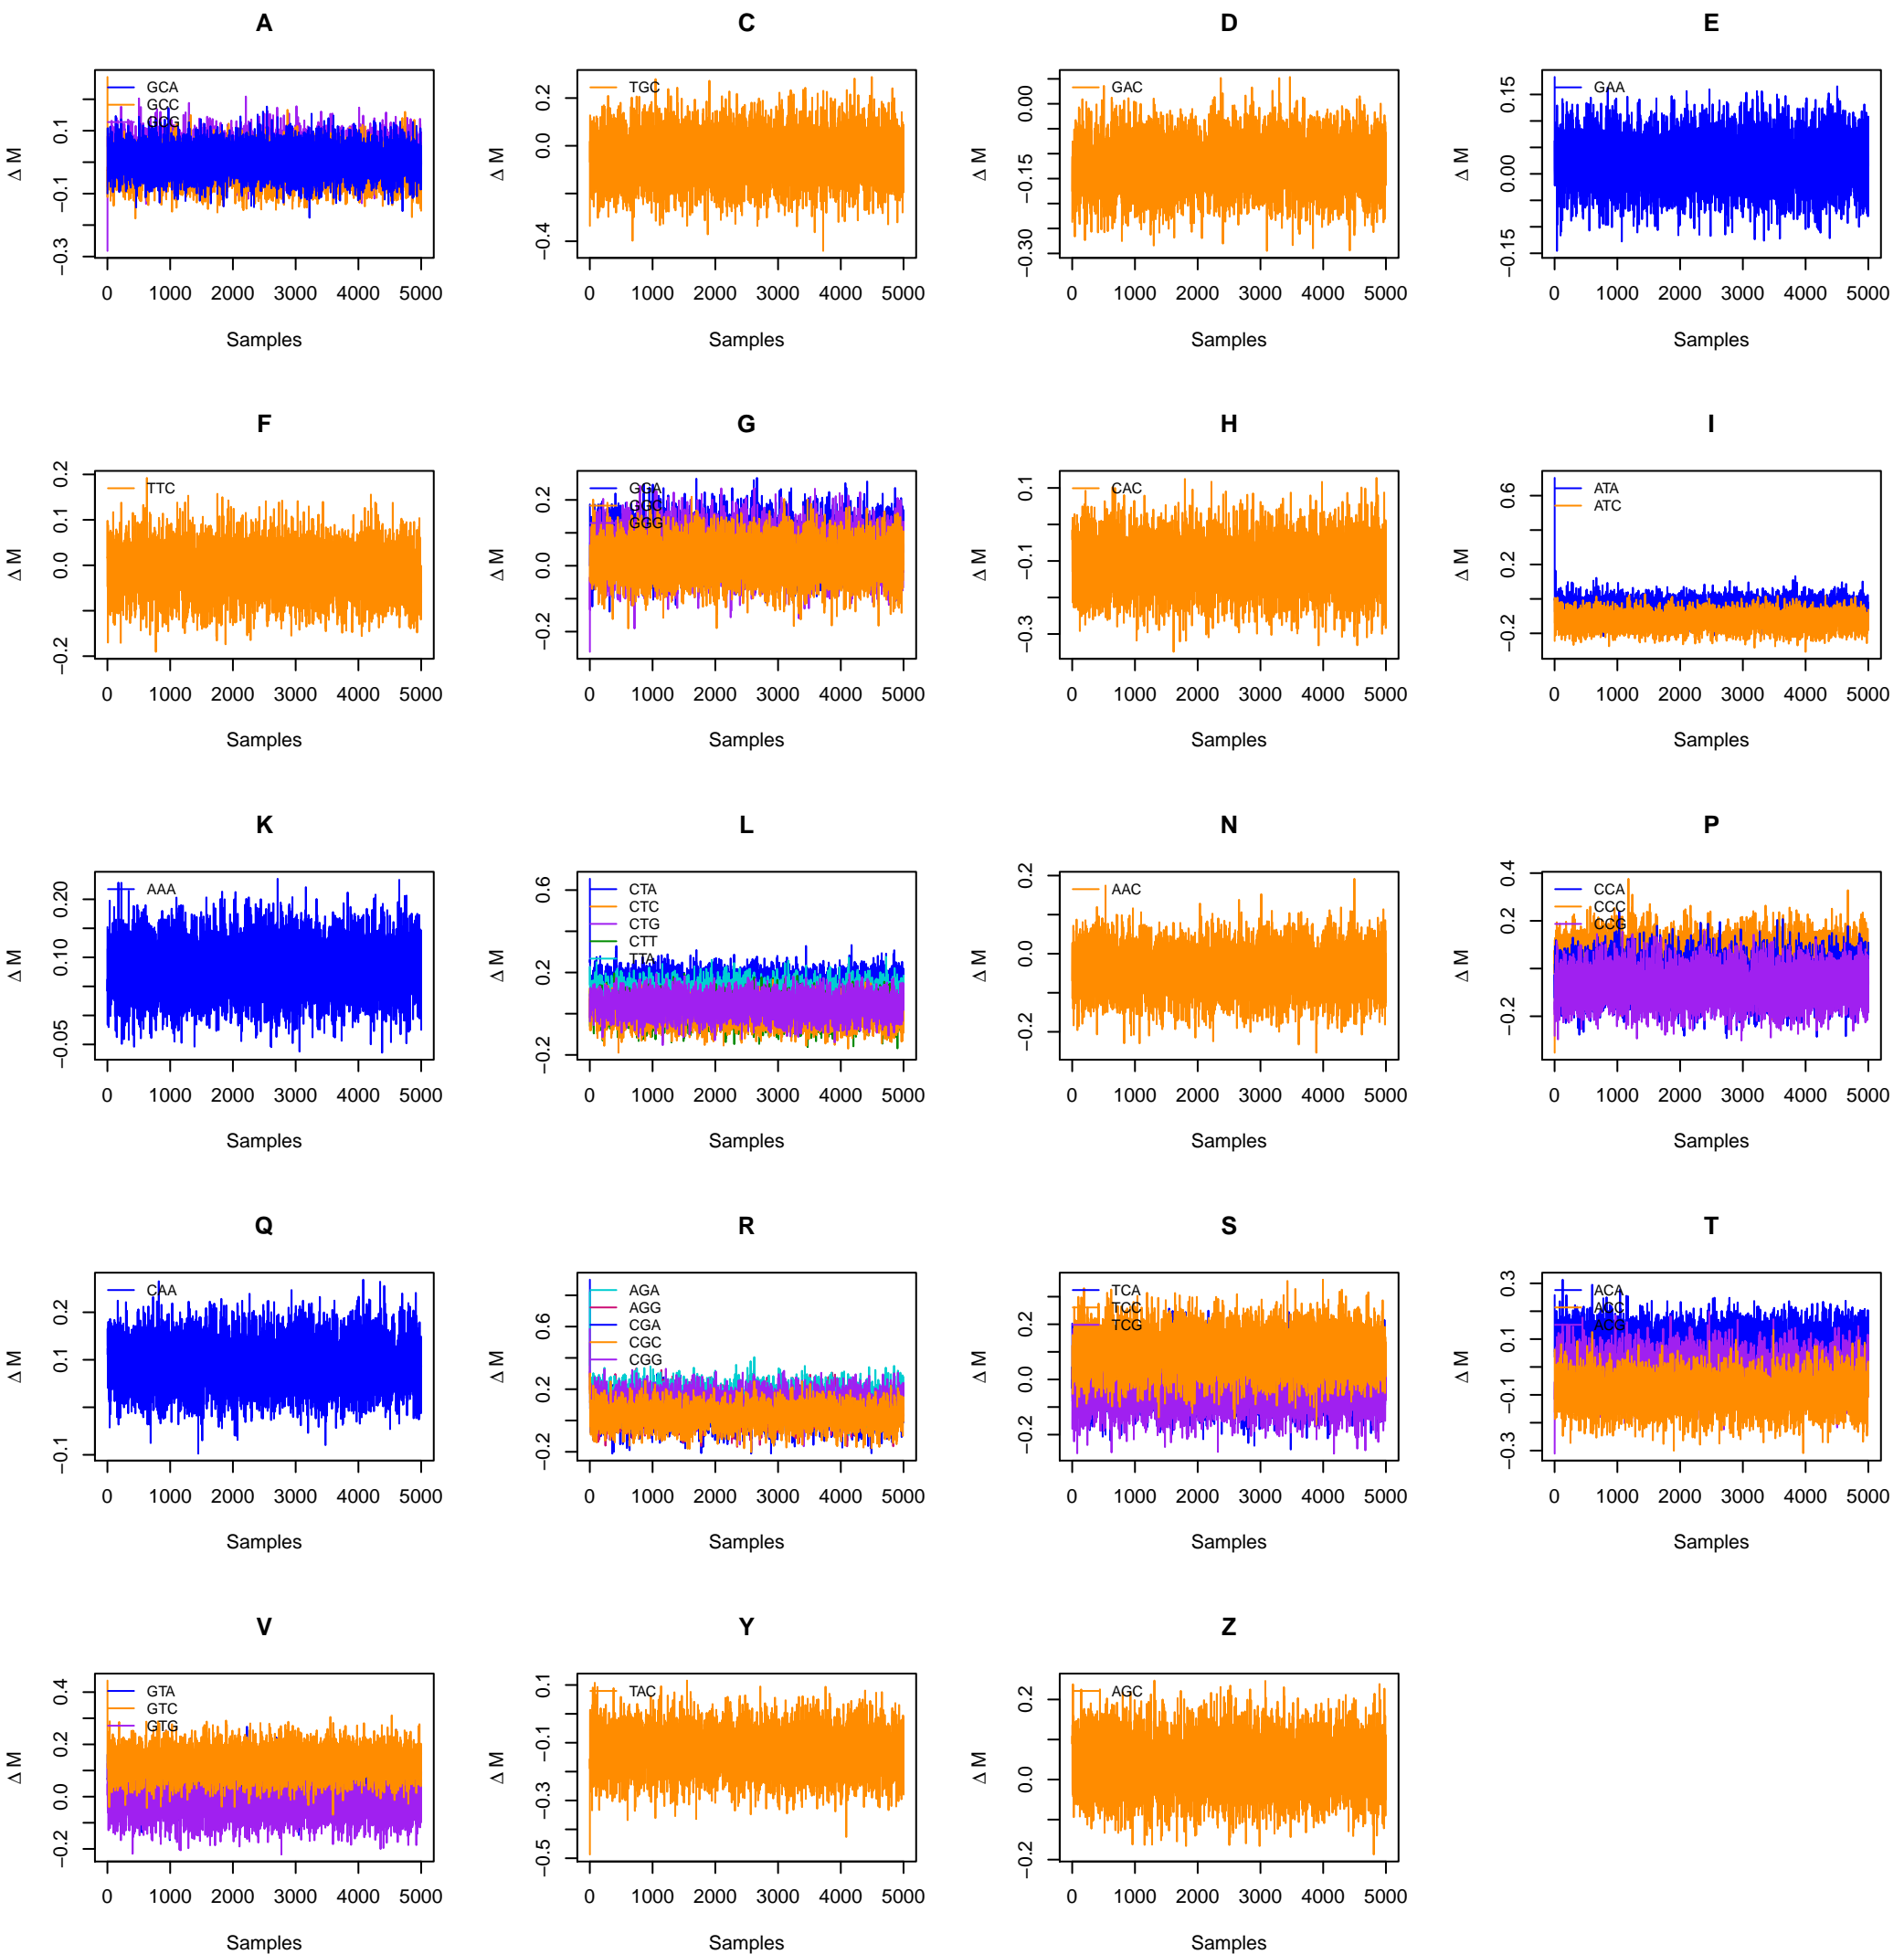 A
C
D
E
GCA
GCC
GCG
TGC
GAC
GAA
Δ M
−0.3 −0.1 0.1
0 1000 2000 3000 4000 5000
Samples
Δ M
−0.4 0.0 0.2
0 1000 2000 3000 4000 5000
Samples
Δ M
−0.30 −0.15 0.00
0 1000 2000 3000 4000 5000
Samples
Δ M
−0.15 0.00 0.15
0 1000 2000 3000 4000 5000
Samples
F
G
H
I
TTC
GGA
GGC
GGG
CAC
ATA
ATC
Δ M
−0.2 0.0 0.1 0.2
0 1000 2000 3000 4000 5000
Samples
Δ M
−0.2 0.0 0.2
0 1000 2000 3000 4000 5000
Samples
Δ M
−0.3 −0.1 0.1
0 1000 2000 3000 4000 5000
Samples
Δ M
−0.2 0.2 0.6
0 1000 2000 3000 4000 5000
Samples
K
L
N
P
AAA
CTA
CTC
CTG
CTT
TTA
AAC
CCA
CCC
CCG
Δ M
−0.05 0.10 0.20
0 1000 2000 3000 4000 5000
Samples
Δ M
−0.2 0.2 0.6
0 1000 2000 3000 4000 5000
Samples
Δ M
−0.2 0.0 0.2
0 1000 2000 3000 4000 5000
Samples
Δ M
−0.2 0.2 0.4
0 1000 2000 3000 4000 5000
Samples
Q
R
S
T
CAA
AGA
AGG
CGA
CGC
CGG
TCA
TCC
TCG
ACA
ACC
ACG
Δ M
−0.1 0.1 0.2
0 1000 2000 3000 4000 5000
Samples
Δ M
−0.2 0.2 0.6
0 1000 2000 3000 4000 5000
Samples
Δ M
−0.2 0.0 0.2
0 1000 2000 3000 4000 5000
Samples
Δ M
−0.3 −0.1 0.1 0.3
0 1000 2000 3000 4000 5000
Samples
V
Y
Z
GTA
GTC
GTG
TAC
AGC
Δ M
−0.2 0.0 0.2 0.4
0 1000 2000 3000 4000 5000
Samples
Δ M
−0.5 −0.3 −0.1 0.1
0 1000 2000 3000 4000 5000
Samples
Δ M
−0.2 0.0 0.2
0 1000 2000 3000 4000 5000
Samples